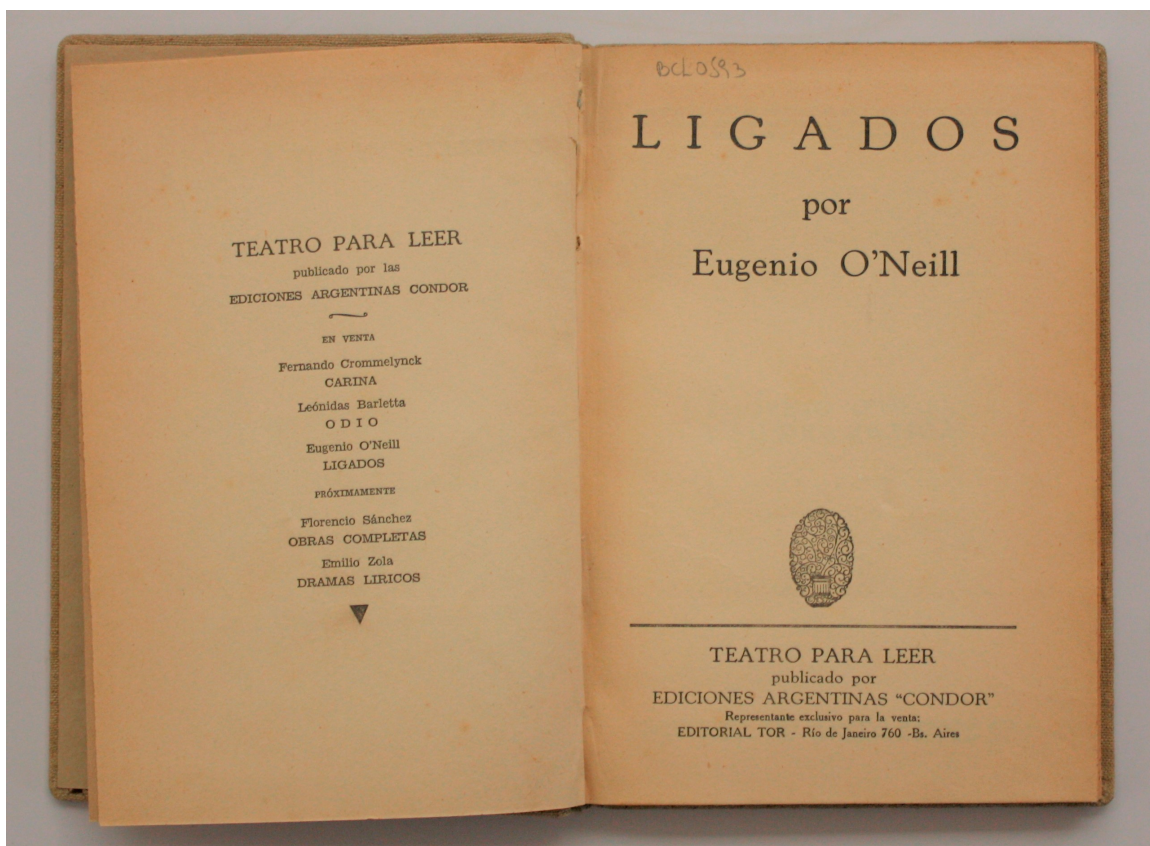 TEATRO PARA LEER
publicado por las
EDICIONES ARGENTINAS CONDOR
EN VENTA
Fernando Crommelynck
CARINA
Leónidas Barletta
ODIO
Eugenio O'Neill
LIGADOS
PRÓXIMAMENTE
Florencio Sánchez
OBRAS COMPLETAS
Emilio Zola
DRAMAS LIRICOS
BCL0593
LIGADOS
por
Eugenio O'Neill
TEATRO PARA LEER
publicado por
EDICIONES ARGENTINAS “CONDOR”
Representante exclusivo para la venta:
EDITORIAL TOR - Río de Janeiro 760 -Bs. Aires